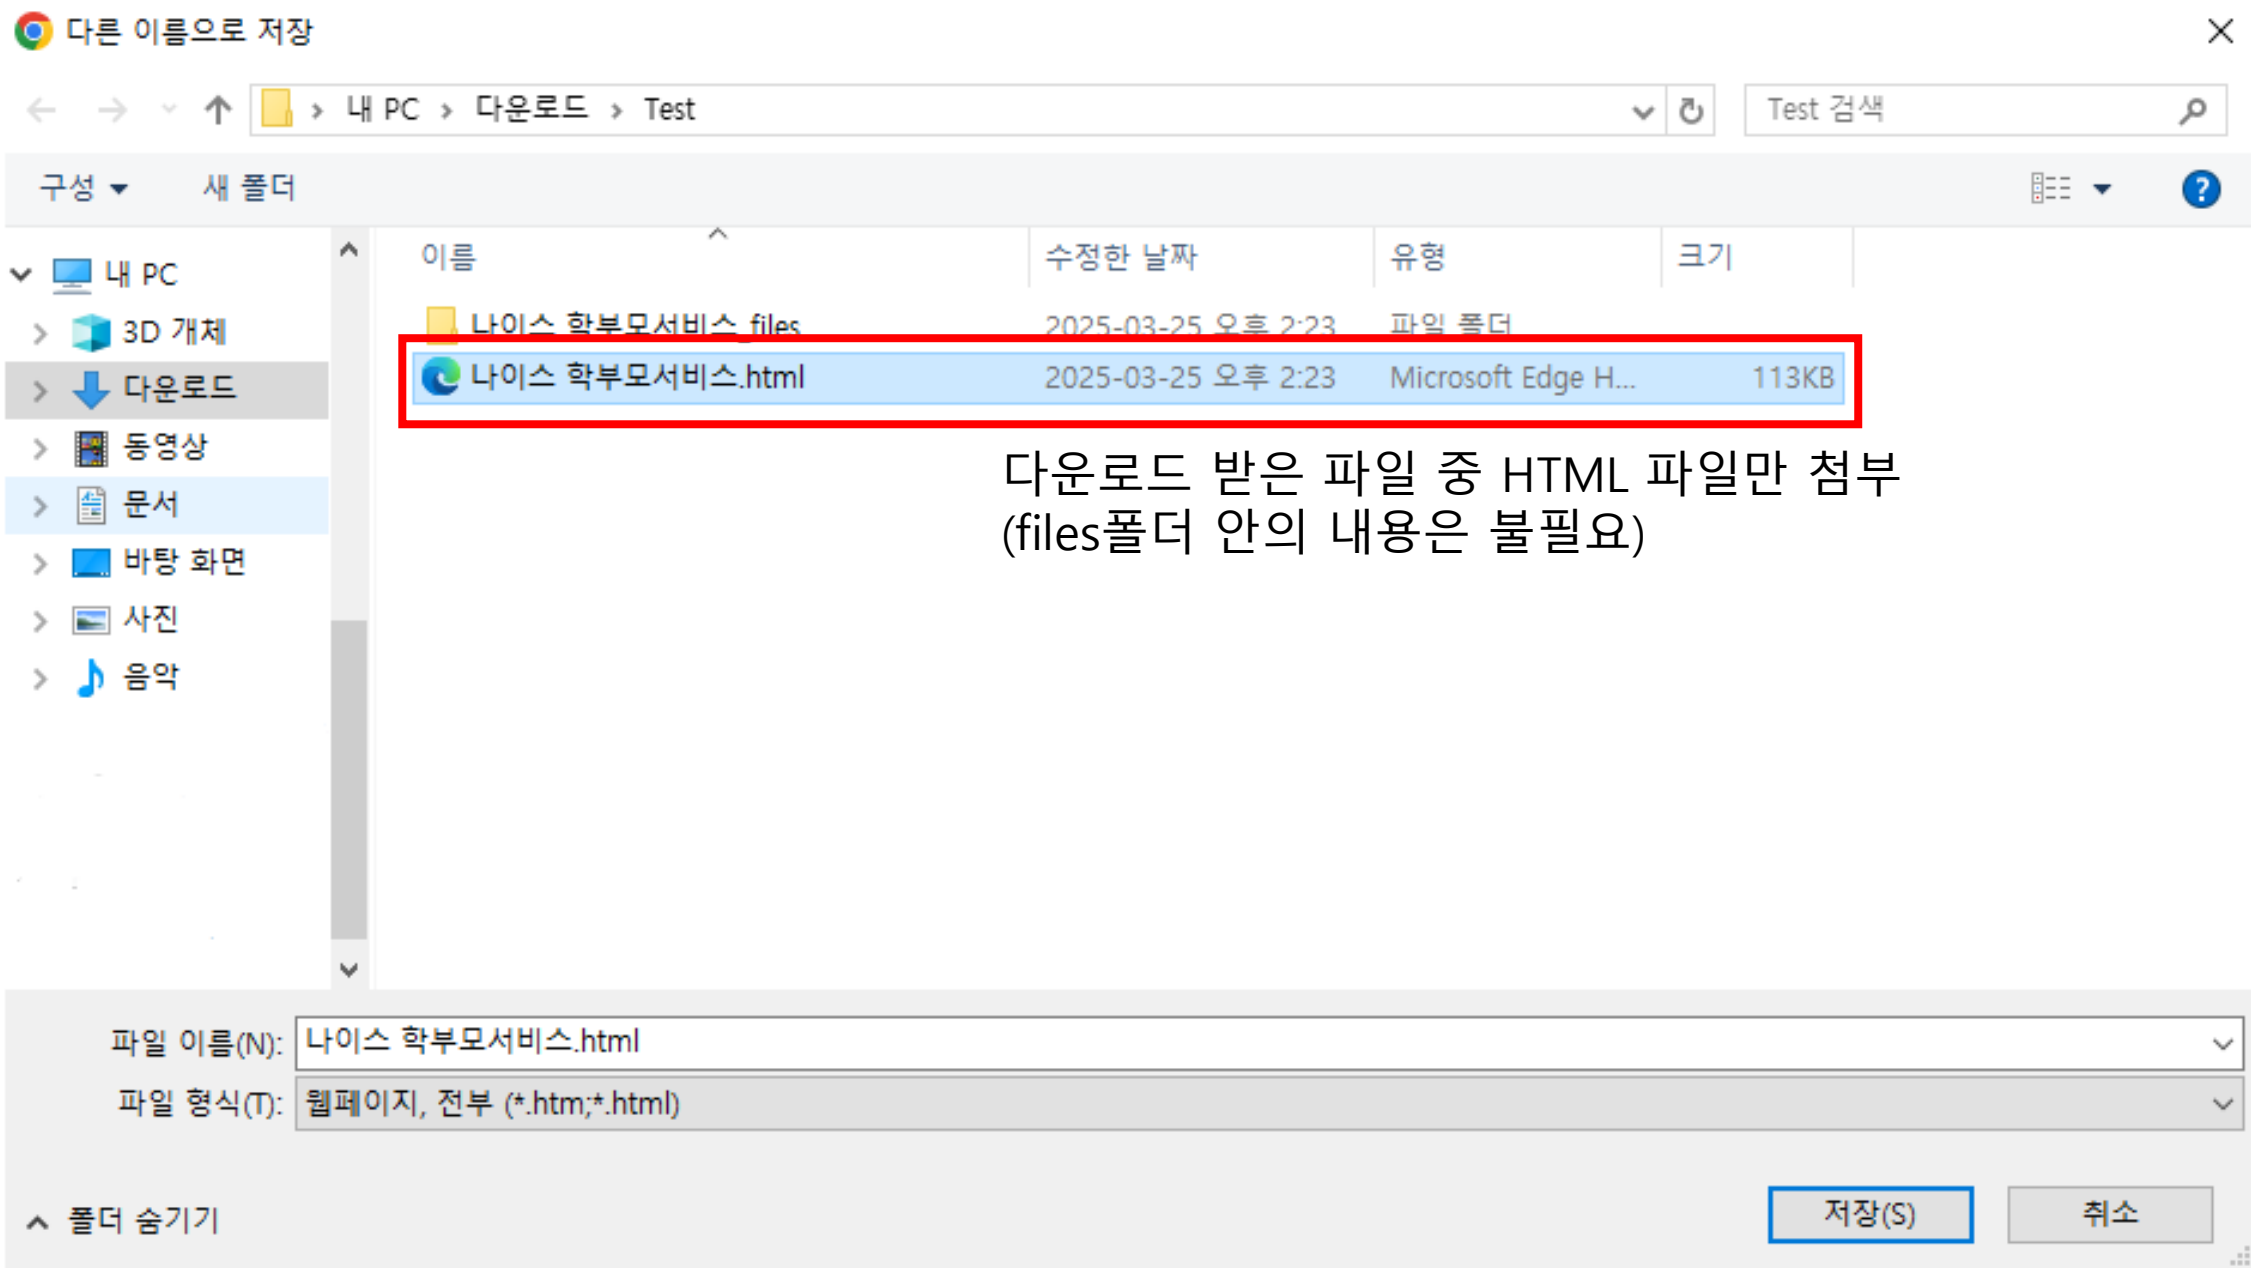 다른 이름으로 저장
내 PC > 다운로드 > Test
Test 검색
구성
새 폴더
이름
수정한 날짜
유형
크기
내 PC
3D 개체
다운로드
동영상
문서
바탕 화면
사진
음악
나이스 학부모서비스_files 2025-03-25 오후 2:23 파일 폴더
나이스 학부모서비스.html 2025-03-25 오후 2:23 Microsoft Edge H... 113KB
다운로드 받은 파일 중 HTML 파일만 첨부
(files폴더 안의 내용은 불필요)
파일 이름(N): 나이스 학부모서비스.html
파일 형식(T): 웹페이지, 전부 (*.htm;*.html)
폴더 숨기기
저장(S)
취소